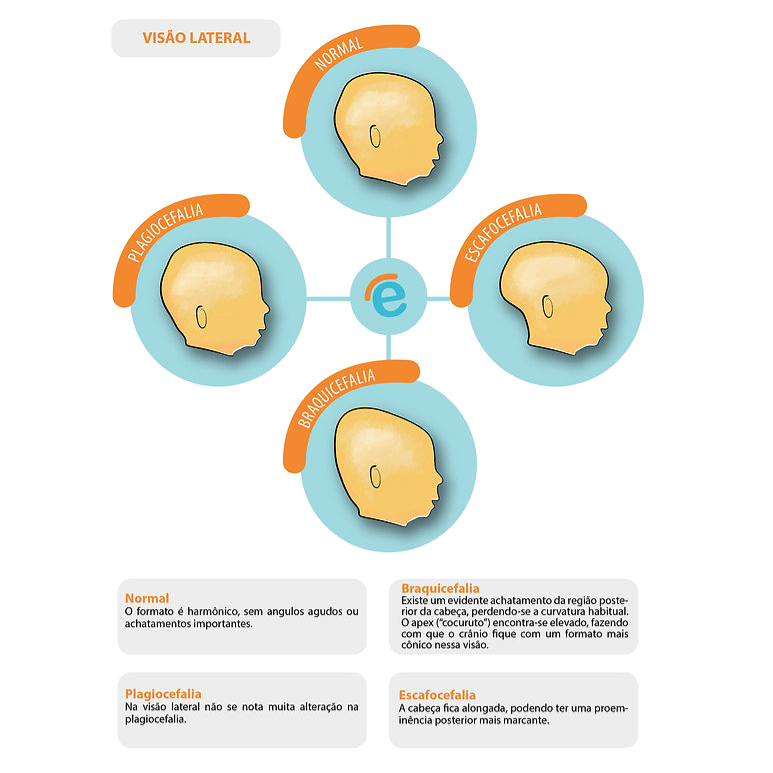 VISÃO LATERAL
NORMAL
PLAGIOCEFALIA
ESCAFOCEFALIA
e
BRAQUICEFALIA
Normal
O formato é harmônico, sem angulos agudos ou
achatamentos importantes.
Braquicefalia
Existe um evidente achatamento da região poste-
rior da cabeça, perdendo-se a curvatura habitual.
O apex (“cocuruto”) encontra-se elevado, fazendo
com que o crânio fique com um formato mais
cônico nessa visão.
Plagiocefalia
Na visão lateral não se nota muita alteração na
plagiocefalia.
Escafocefalia
A cabeça fica alongada, podendo ter uma proem-
inência posterior mais marcante.